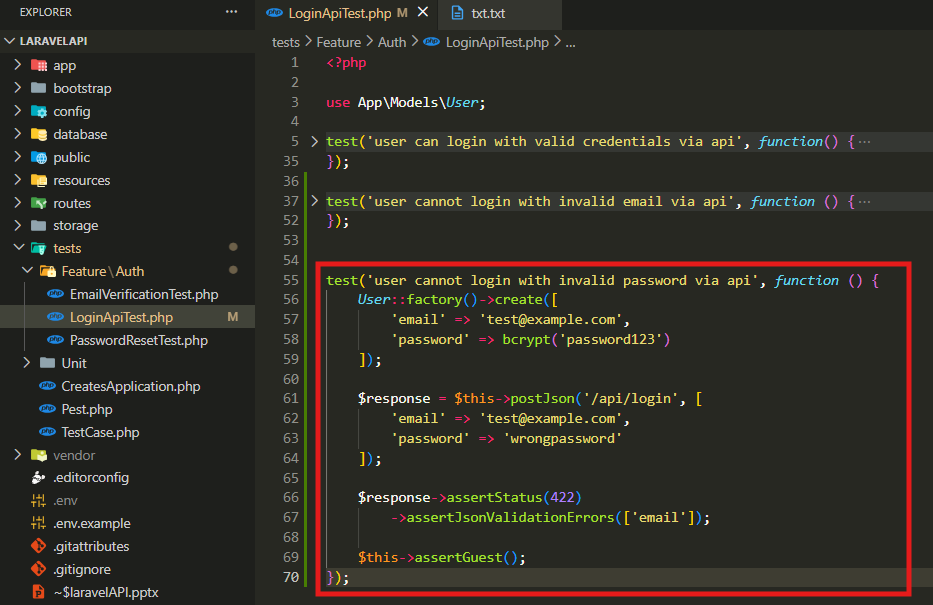 EXPLORER ...
LoginApiTest.php M ×
txt.txt
LARAVELAPI
tests > Feature > Auth > LoginApiTest.php > ...
app
bootstrap
config
database
public
resources
routes
storage
tests
Feature\Auth
EmailVerificationTest.php
LoginApiTest.php M
PasswordResetTest.php
Unit
CreatesApplication.php
Pest.php
TestCase.php
vendor
.editorconfig
.env
.env.example
.gitattributes
.gitignore
~$laravelAPI.pptx
1 <?php
2
3 use App\Models\User;
4
5 test('user can login with valid credentials via api', function() {...
35 });
36
37 test('user cannot login with invalid email via api', function () {...
52 });
53
54
55 test('user cannot login with invalid password via api', function () {
56 User::factory()->create([
57 'email' => 'test@example.com',
58 'password' => bcrypt('password123')
59 ]);
60
61 $response = $this->postJson('/api/login', [
62 'email' => 'test@example.com',
63 'password' => 'wrongpassword'
64 ]);
65
66 $response->assertStatus(422)
67 ->assertJsonValidationErrors(['email']);
68
69 $this->assertGuest();
70 });